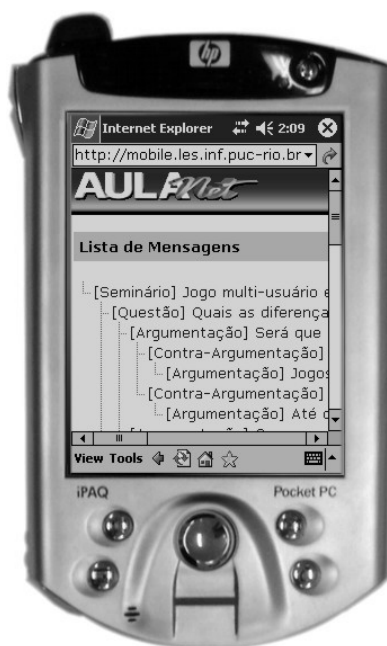 hp
Internet Explorer 2:09
http://mobile.les.inf.puc-rio.br
AULANet
Lista de Mensagens
[Seminário] Jogo multi-usuário e
[Questão] Quais as diferença
[Argumentação] Será que
[Contra-Argumentação]
[Argumentação] Jogos
[Contra-Argumentação]
[Argumentação] Até
View Tools
iPAQ Pocket PC